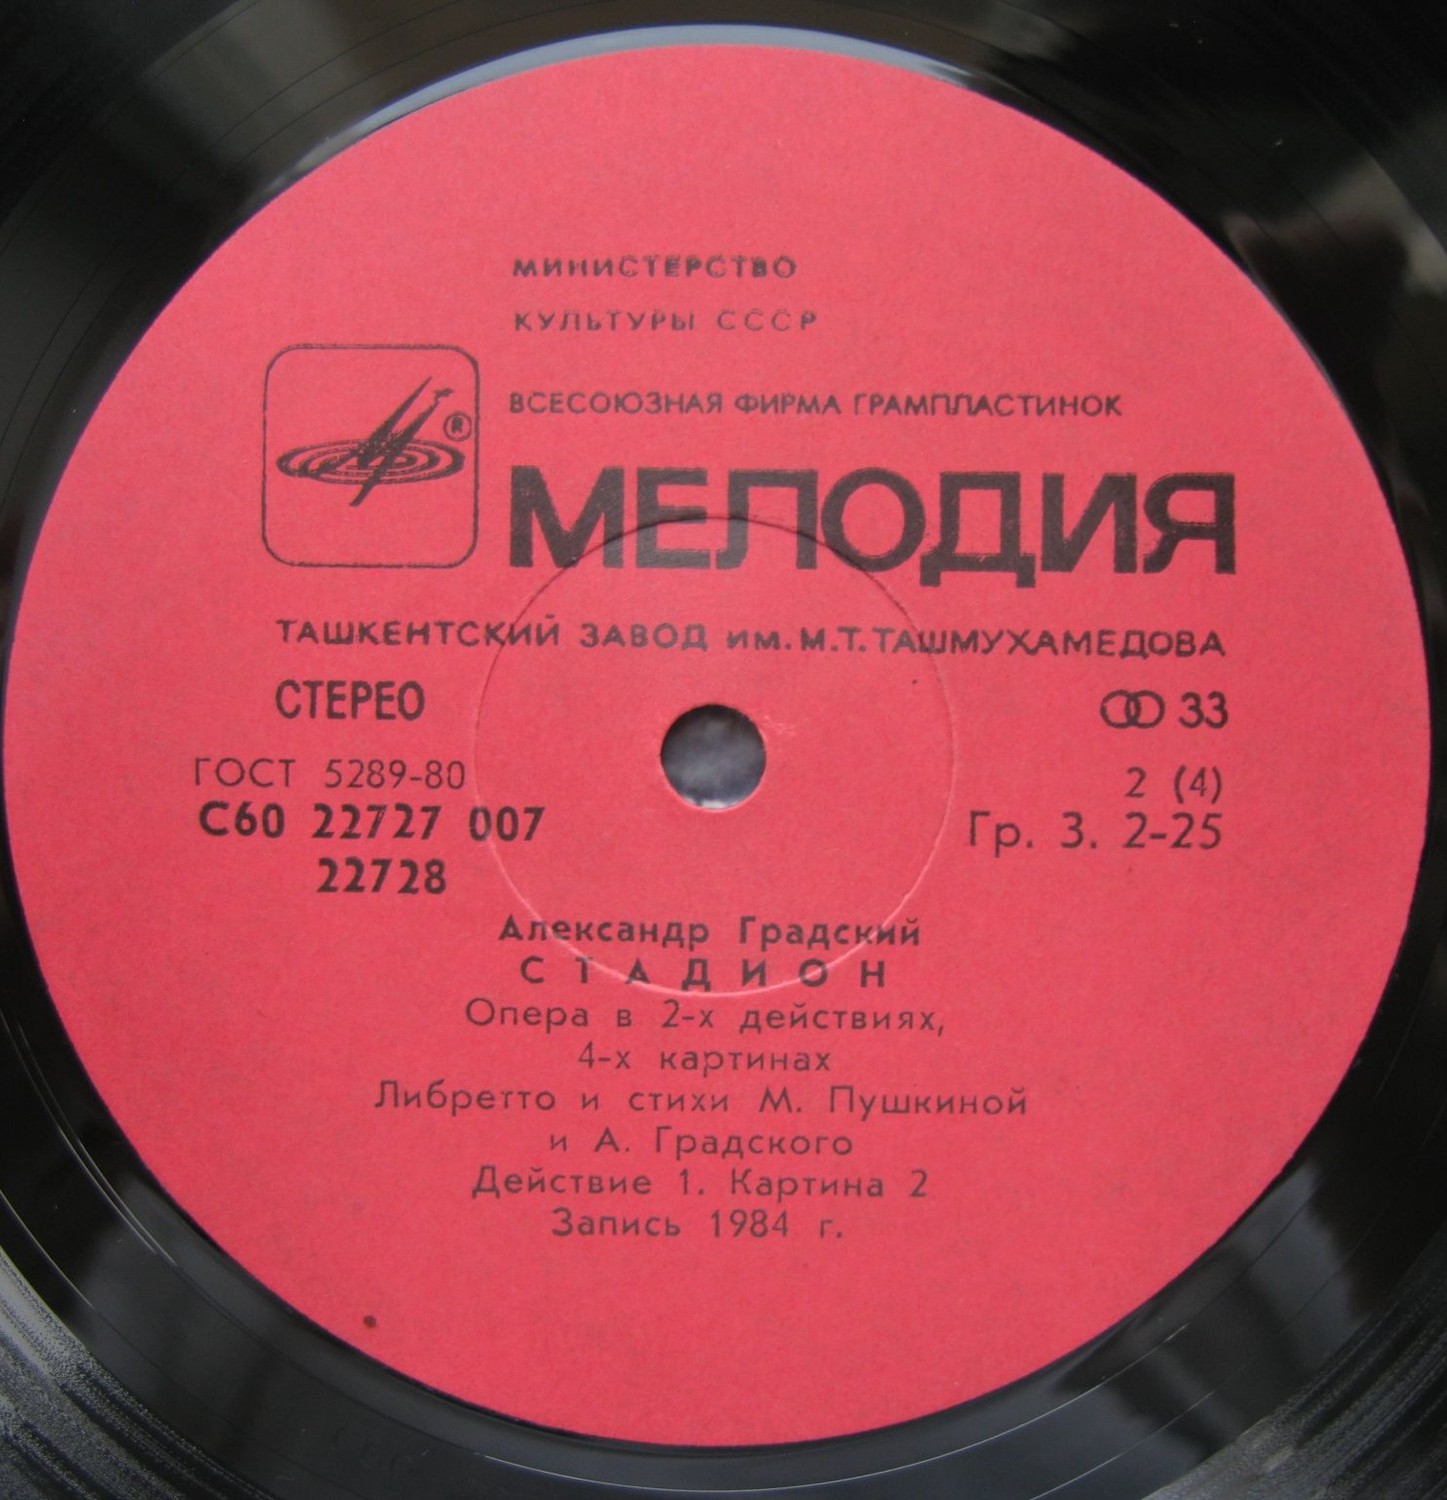 МИНИСТЕРСТВО
КУЛЬТУРЫ СССР
ВСЕСОЮЗНАЯ ФИРМА ГРАМПЛАСТИНОК
®
МЕЛОДИЯ
ТАШКЕНТСКИЙ ЗАВОД им. М.Т. ТАШМУХАМЕДОВА
СТЕРЕО 33
ГОСТ 5289-80 2 (4)
С60 22727 007 Гр. 3. 2-25
22728
Александр Градский
СТАДИОН
Опера в 2-х действиях,
4-х картинах
Либретто и стихи М. Пушкиной
и А. Градского
Действие 1. Картина 2
Запись 1984 г.